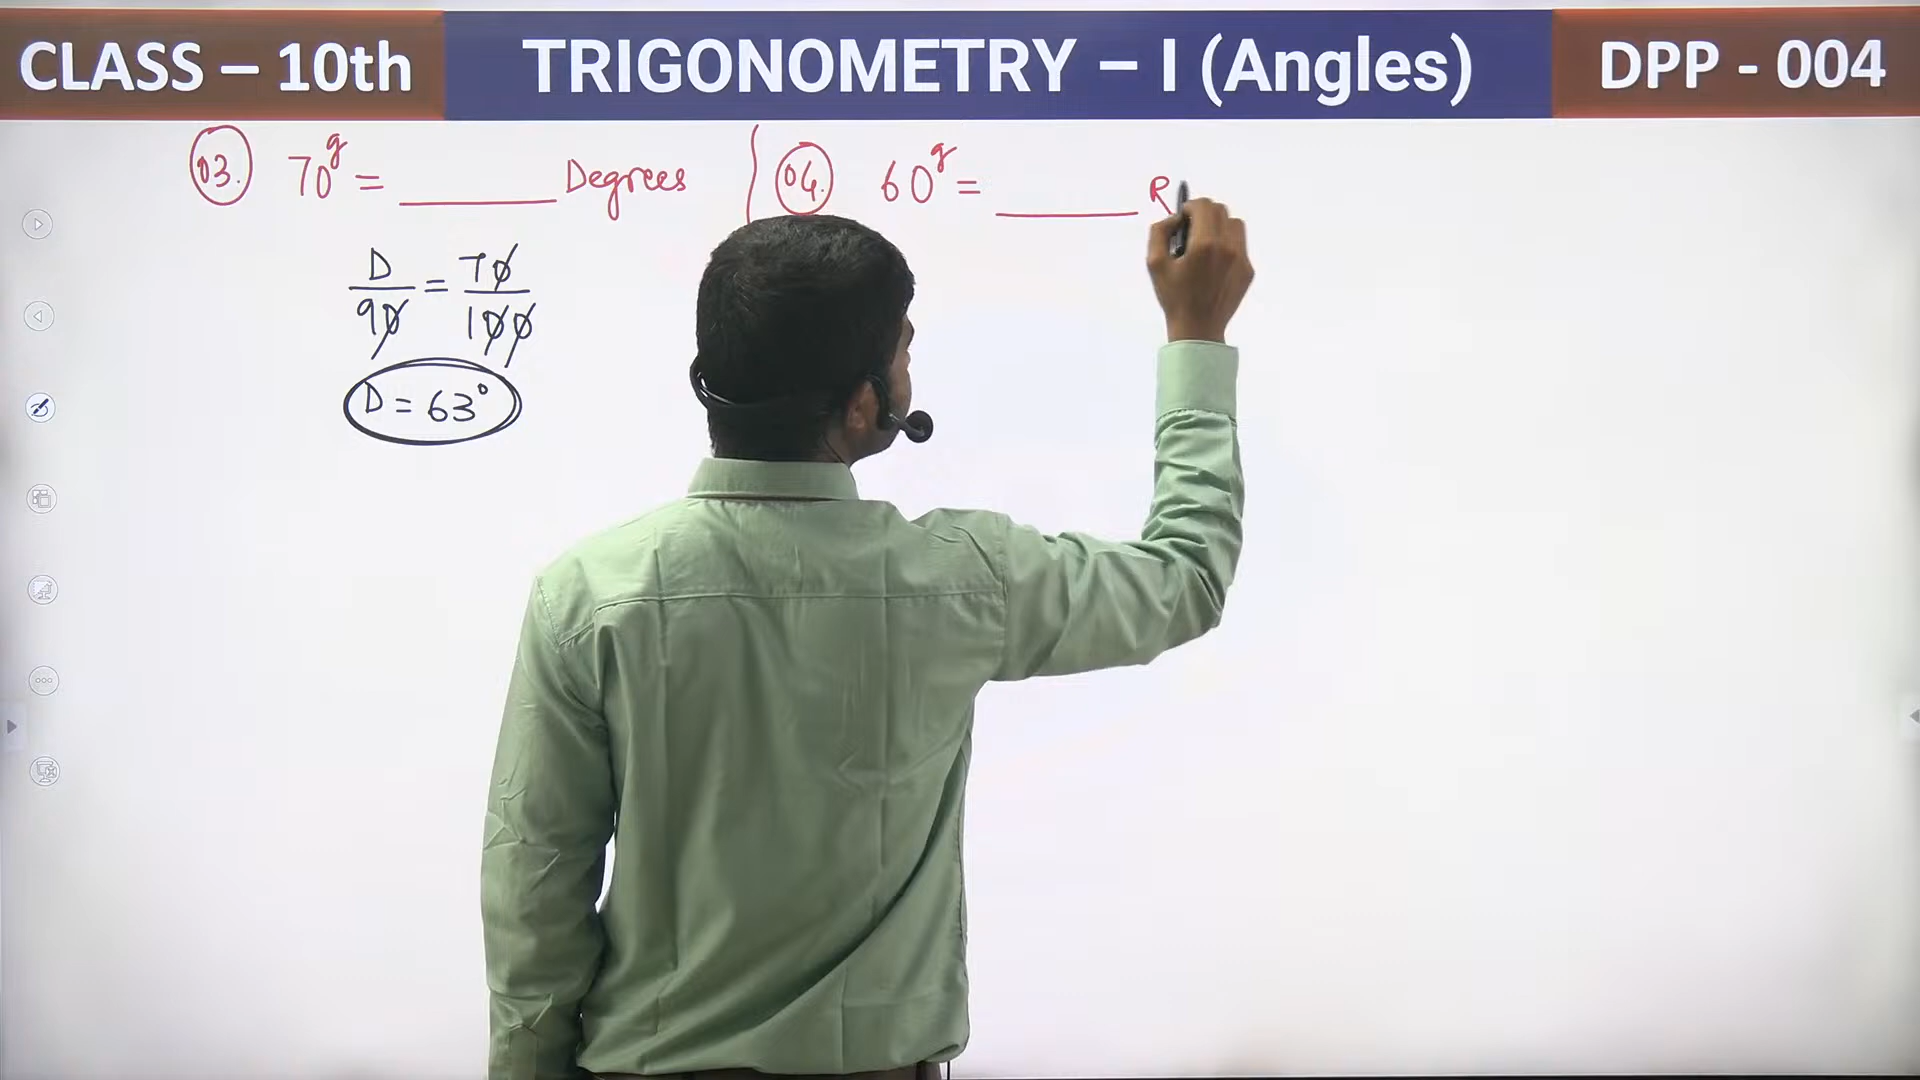 CLASS – 10th
TRIGONOMETRY – I (Angles)
DPP - 004
03. 70^g = ______ Degrees
D/90 = 70/100
D = 63°
04. 60^g = ______ R